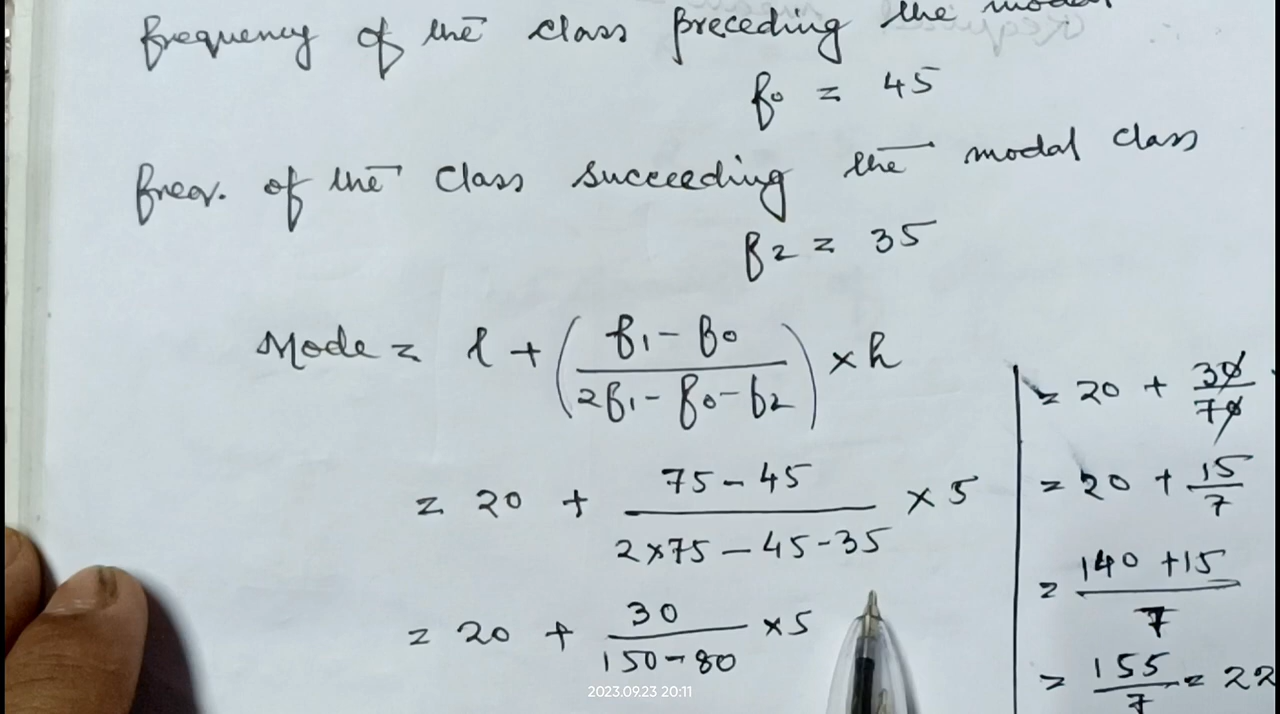 frequency of the class preceding the modal
f₀ = 45
freq. of the class succeeding the modal class
f₂ = 35
Mode = l + (f₁ - f₀ / 2f₁ - f₀ - f₂) × h
= 20 + 75 - 45 / 2×75 - 45 - 35 × 5
= 20 + 30 / 150 - 80 × 5
= 20 + 30 / 70
= 20 + 15 / 7
= 140 + 15 / 7
= 155 / 7 = 22
2023.09.23 20:11